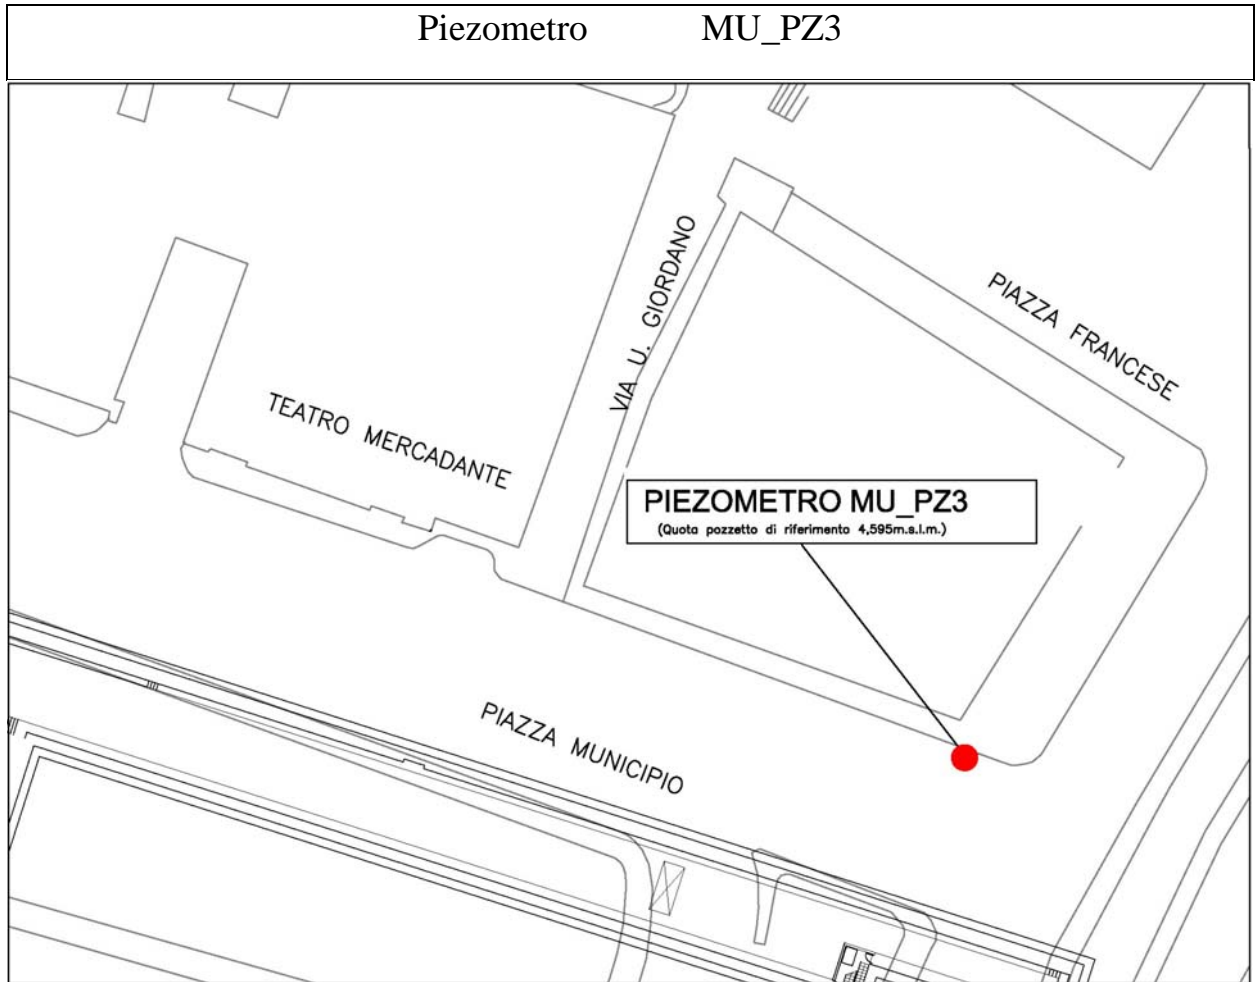 Piezometro MU_PZ3
VIA U. GIORDANO
PIAZZA FRANCESE
TEATRO MERCADANTE
PIEZOMETRO MU_PZ3
(Quota pozzetto di riferimento 4,595m.s.l.m.)
PIAZZA MUNICIPIO